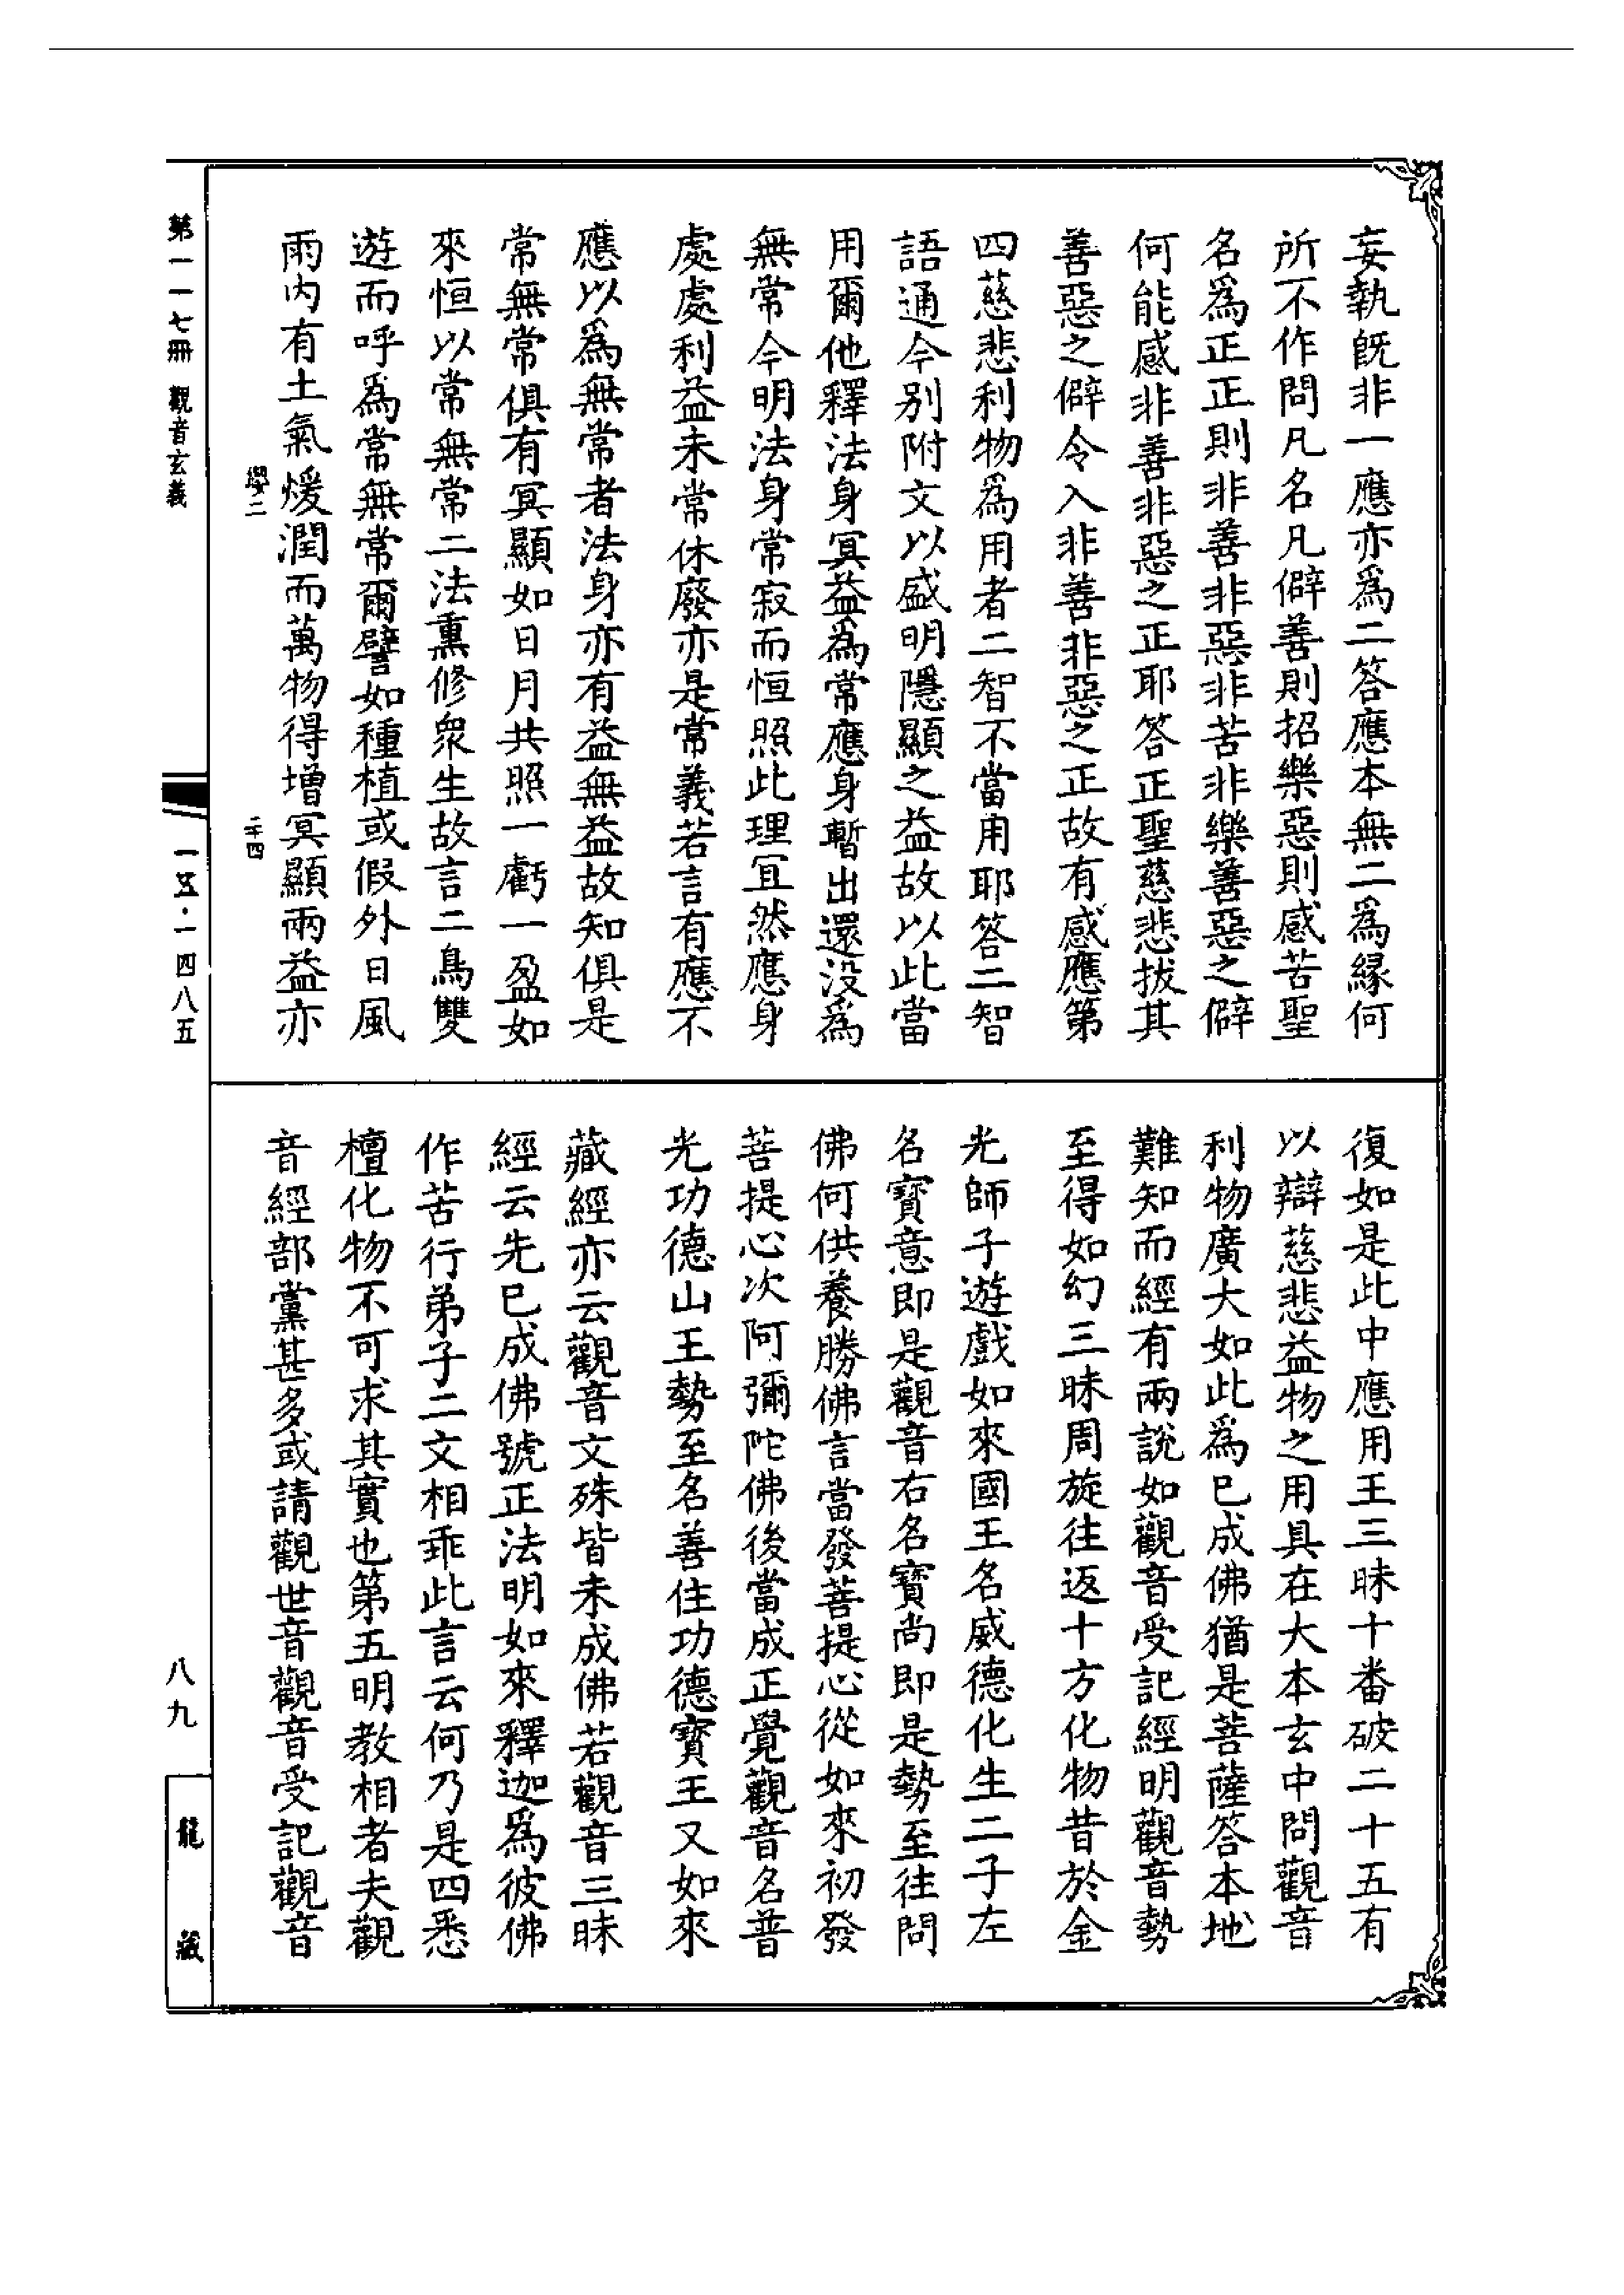 妄執旣非一應亦爲二答應本無二爲縁何
所不作問凡名凡僻善則招樂惡則感苦聖
名爲正正則非善非惡非苦非樂善惡之僻
何能感非善非惡之正耶答正聖慈悲拔其
善惡之僻令入非善非惡之正故有感應第
四慈悲利物爲用者二智不當用耶答二智
語通今别附文以盛明隱顯之益故以此當
用爾他釋法身冥益爲常應身暫出還没爲
無常今明法身常寂而恒照此理宜然應身
處處利益未常休廢亦是常義若言有應不
應以爲無常者法身亦有益無益故知俱是
常無常俱有冥顯如日月共照一虧一盈如
來恒以常無常二法熏修衆生故言二鳥雙
遊而呼爲常無常爾譬如種植或假外日風
雨内有土氣煖潤而萬物得增冥顯兩益亦
學二
二十四
復如是此中應用王三昧十番破二十五有
以辯慈悲益物之用具在大本玄中問觀音
利物廣大如此爲已成佛猶是菩薩答本地
難知而經有兩説如觀音受記經明觀音勢
至得如幻三昧周旋往返十方化物昔於金
光師子遊戲如來國王名威德化生二子左
名寳意即是觀音右名寳尚即是勢至往問
佛何供養勝佛言當發菩提心從如來初發
菩提心次阿彌陀佛後當成正覺觀音名普
光功德山王勢至名善住功德寳王又如來
藏經亦云觀音文殊皆未成佛若觀音三昧
經云先已成佛號正法明如來釋迦爲彼佛
作苦行弟子二文相乖此言云何乃是四悉
檀化物不可求其實也第五明教相者夫觀
音經部黨甚多或請觀世音觀音受記觀音
第一一七冊 觀音玄義
一五·一四八五
八九
龍藏